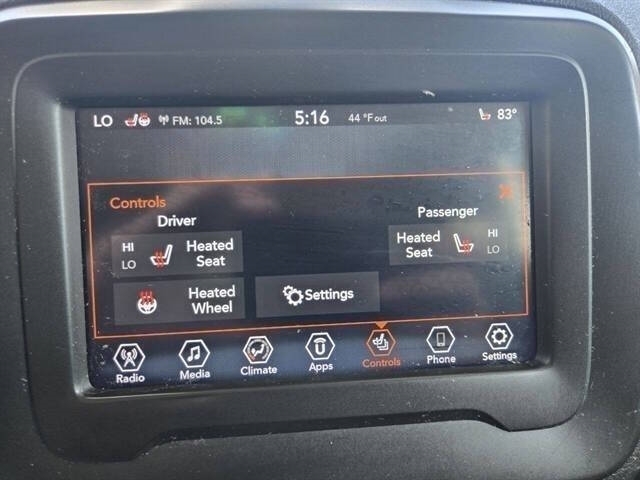 LO FM: 104.5 5:16 44 °F out 83°
Controls
Driver
Passenger
HI
LO
Heated
Seat
Heated
Seat
HI
LO
Heated
Wheel
Settings
Radio Media Climate Apps Controls Phone Settings